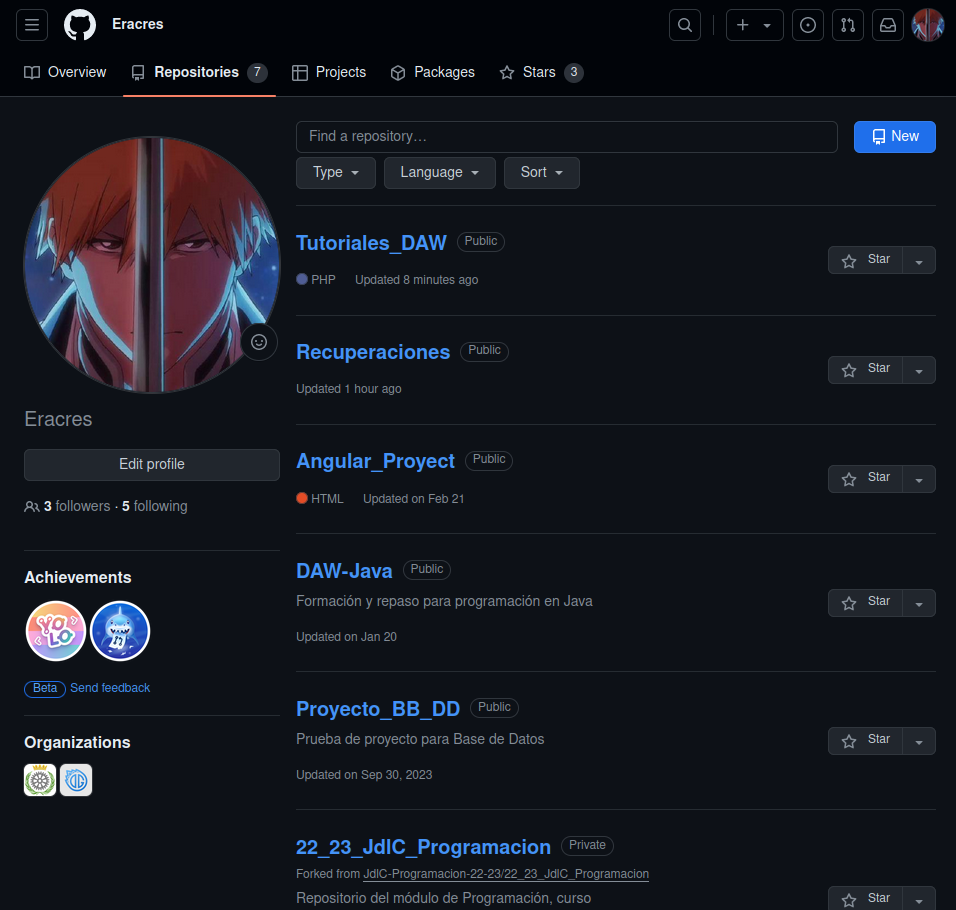 Eracres
Overview
Repositories 7
Projects
Packages
Stars 3
Find a repository…
New
Type
Language
Sort
Tutoriales_DAW Public
Star
PHP Updated 8 minutes ago
Recuperaciones Public
Star
Updated 1 hour ago
Eracres
Edit profile
3 followers · 5 following
Angular_Proyect Public
Star
HTML Updated on Feb 21
Achievements
YOLO
Beta Send feedback
Organizations
DAW-Java Public
Formación y repaso para programación en Java
Star
Updated on Jan 20
Proyecto_BB_DD Public
Prueba de proyecto para Base de Datos
Star
Updated on Sep 30, 2023
22_23_JdlC_Programacion Private
Forked from JdlC-Programacion-22-23/22_23_JdlC_Programacion
Repositorio del módulo de Programación, curso
Star